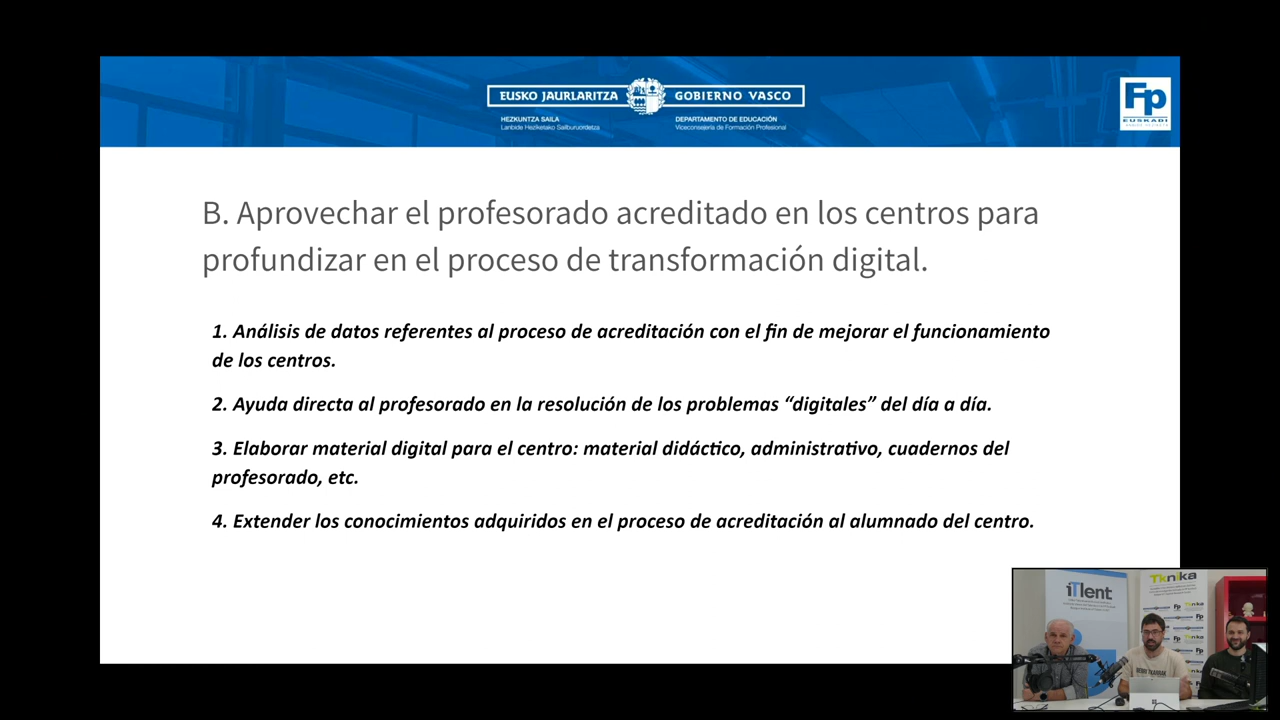 EUSKO JAURLARITZA
GOBIERNO VASCO
HEZKUNTZA SAILA
Lanbide Heziketako Sailburuordetza
DEPARTAMENTO DE EDUCACIÓN
Viceconsejería de Formación Profesional
Fp
EUSKADI
B. Aprovechar el profesorado acreditado en los centros para
profundizar en el proceso de transformación digital.
1. Análisis de datos referentes al proceso de acreditación con el fin de mejorar el funcionamiento
de los centros.
2. Ayuda directa al profesorado en la resolución de los problemas “digitales” del día a día.
3. Elaborar material digital para el centro: material didáctico, administrativo, cuadernos del
profesorado, etc.
4. Extender los conocimientos adquiridos en el proceso de acreditación al alumnado del centro.
iTlent
Tknika